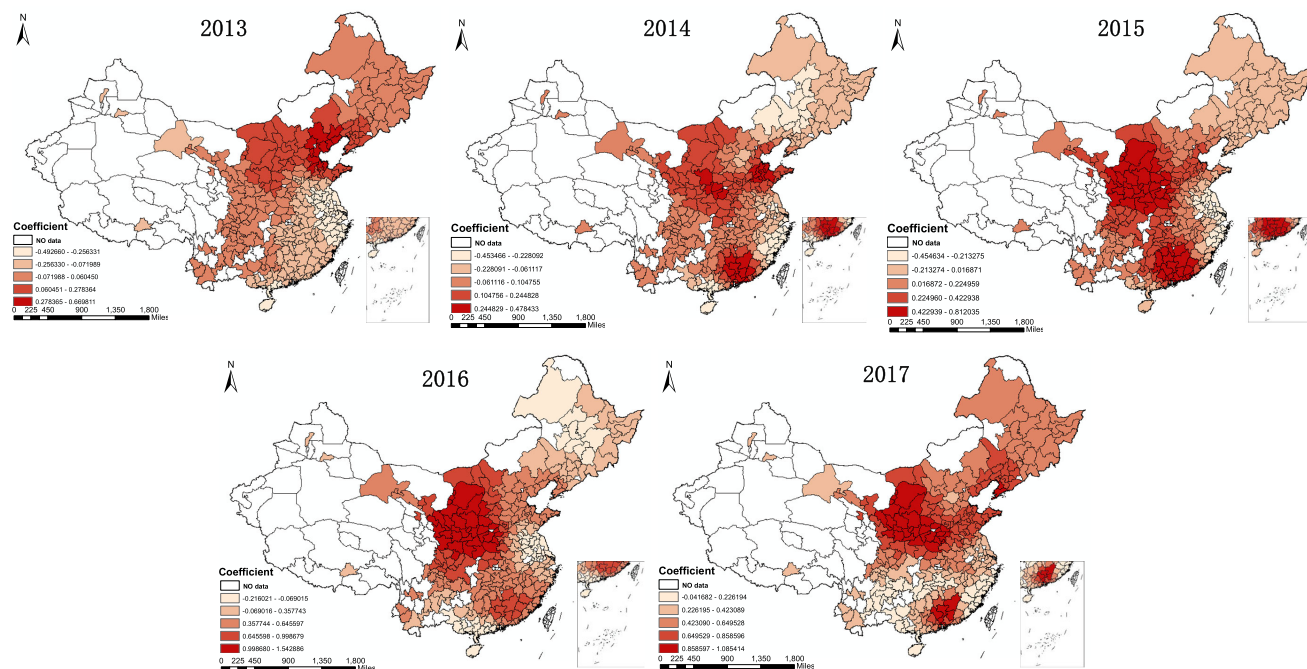 N
2013
Coefficient
NO data
-0.492660 - -0.256331
-0.256330 - -0.071989
-0.071988 - 0.060450
0.060451 - 0.278364
0.278365 - 0.669811
0 225 450 900 1,350 1,800
Miles
N
2014
Coefficient
NO data
-0.453466 - -0.228092
-0.228091 - -0.061117
-0.061116 - 0.104755
0.104756 - 0.244828
0.244829 - 0.478433
0 225 450 900 1,350 1,800
Miles
N
2015
Coefficient
NO data
-0.454634 - -0.213275
-0.213274 - 0.016871
0.016872 - 0.224959
0.224960 - 0.422938
0.422939 - 0.812035
0 225 450 900 1,350 1,800
Miles
N
2016
Coefficient
NO data
-0.216021 - -0.069015
-0.069016 - 0.357743
0.357744 - 0.645597
0.645598 - 0.998679
0.998680 - 1.542886
0 225 450 900 1,350 1,800
Miles
N
2017
Coefficient
NO data
-0.041682 - 0.226194
0.226195 - 0.423089
0.423090 - 0.649528
0.649529 - 0.858596
0.858597 - 1.085414
0 225 450 900 1,350 1,800
Miles